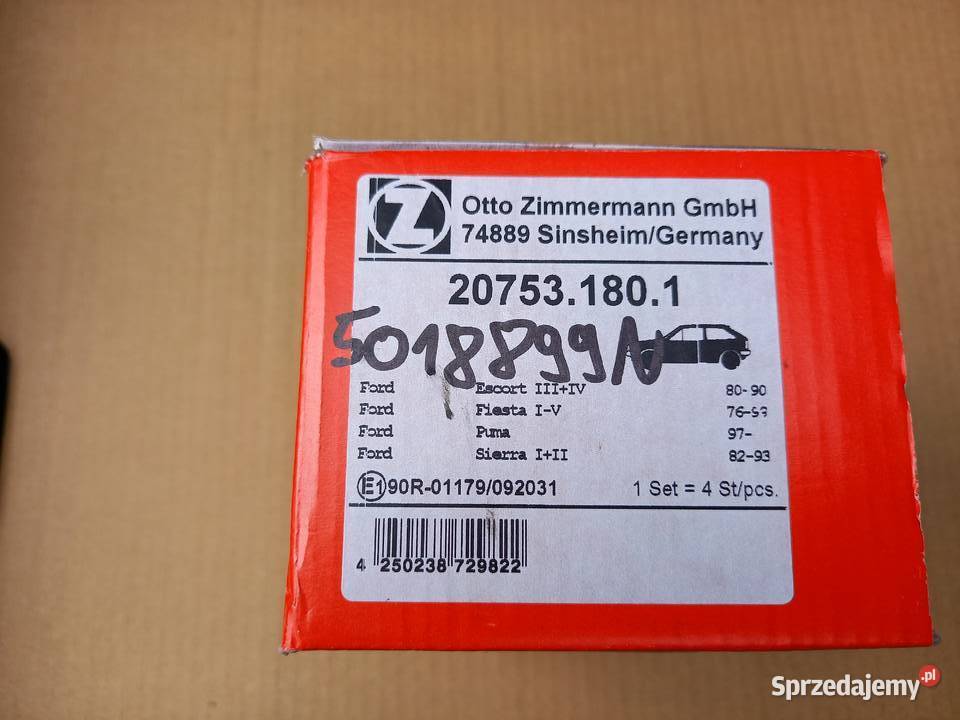 Z
Otto Zimmermann GmbH
74889 Sinsheim/Germany
20753.180.1
5018899N
Ford Escort III+IV 80-90
Ford Fiesta I-V 76-
Ford Puma 97-
Ford Sierra I+II 82-93
E1 90R-01179/092031 1 Set = 4 St/pcs.
4 250238 729822
Sprzedajemy.pl